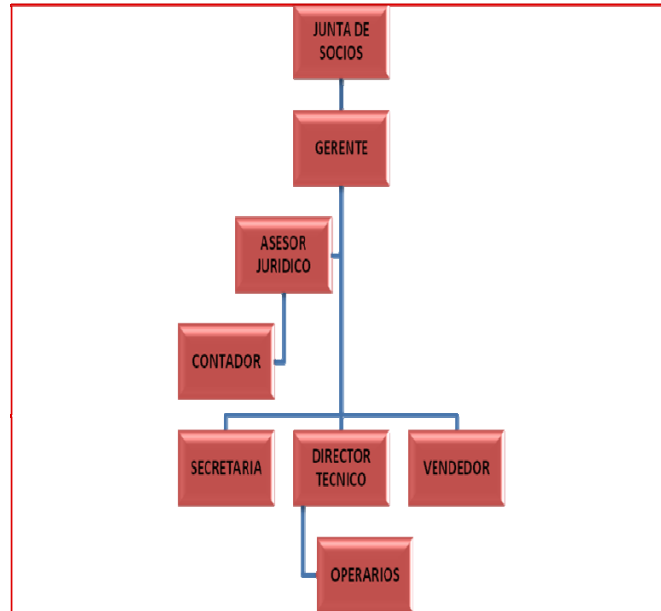 JUNTA DE
SOCIOS
GERENTE
ASESOR
JURIDICO
CONTADOR
SECRETARIA
DIRECTOR
TECNICO
VENDEDOR
OPERARIOS